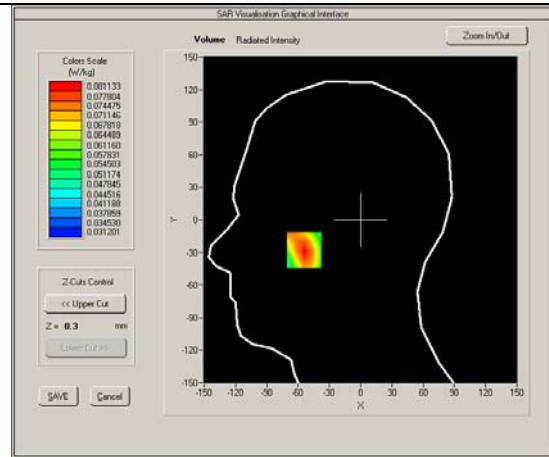 SAR Visualisation Graphical Interface
Volume Radiated Intensity
Zoom In/Out
Colors Scale
(W/kg)
0.081133
0.077804
0.074475
0.071146
0.067818
0.064489
0.061160
0.057831
0.054503
0.051174
0.047845
0.044516
0.041188
0.037859
0.034530
0.031201
Z-Cuts Control
<< Upper Cut
Z = 0.3 mm
Lower Cut >>
SAVE Cancel
150
120
90
60
30
0
-30
-60
-90
-120
-150
Y
-150 -120 -90 -60 -30 0 30 60 90 120 150
X